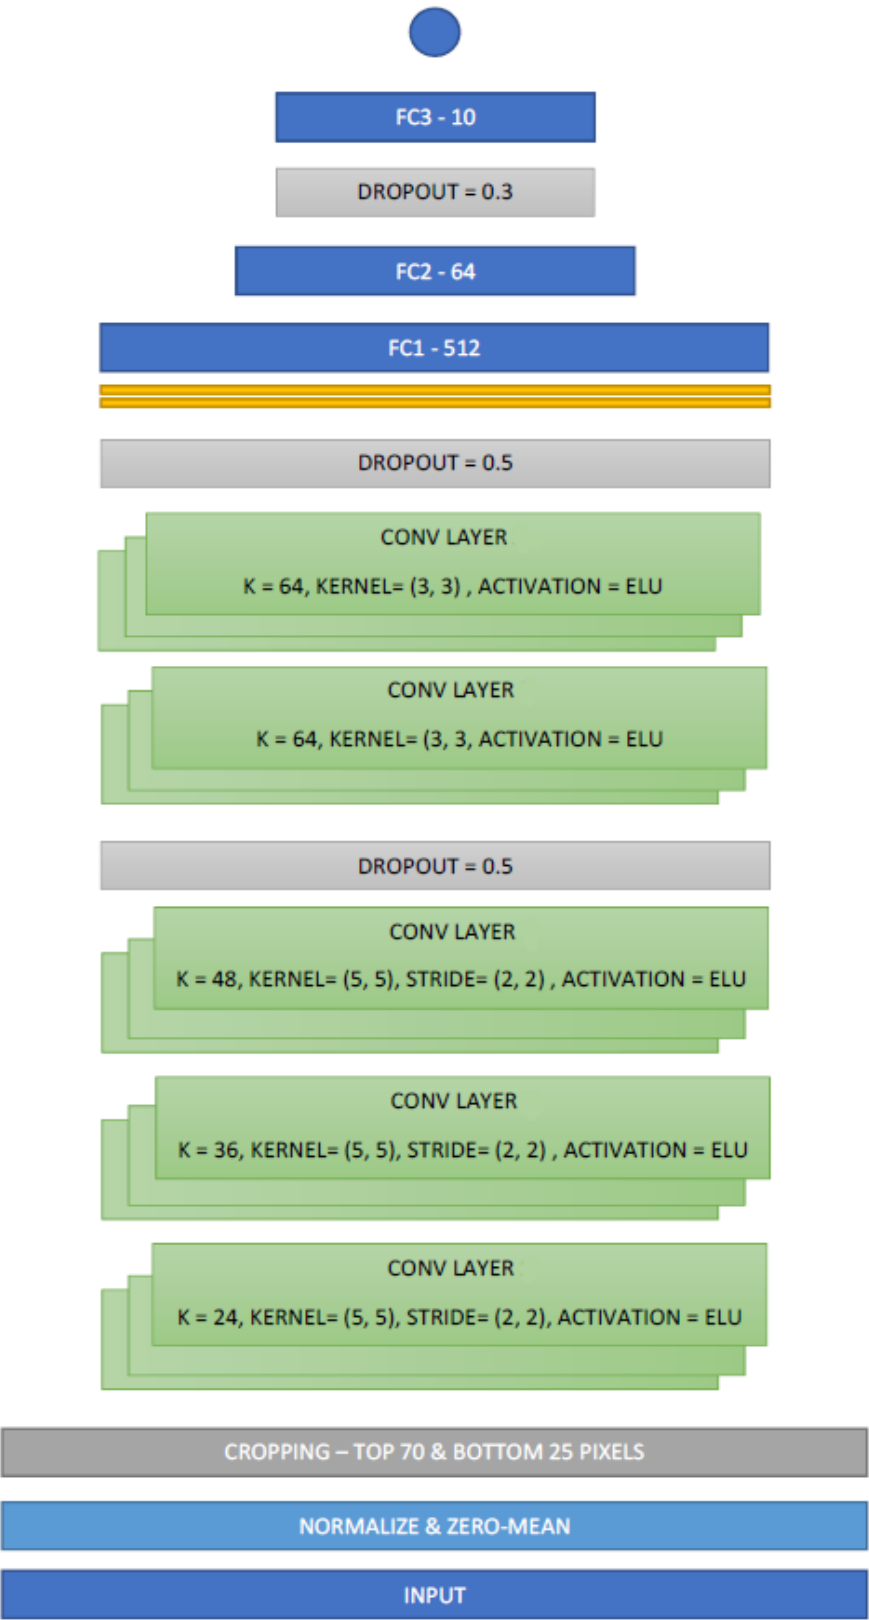 FC3 - 10
DROPOUT = 0.3
FC2 - 64
FC1 - 512
DROPOUT = 0.5
CONV LAYER
K = 64, KERNEL= (3, 3) , ACTIVATION = ELU
CONV LAYER
K = 64, KERNEL= (3, 3, ACTIVATION = ELU
DROPOUT = 0.5
CONV LAYER
K = 48, KERNEL= (5, 5), STRIDE= (2, 2) , ACTIVATION = ELU
CONV LAYER
K = 36, KERNEL= (5, 5), STRIDE= (2, 2) , ACTIVATION = ELU
CONV LAYER
K = 24, KERNEL= (5, 5), STRIDE= (2, 2), ACTIVATION = ELU
CROPPING – TOP 70 & BOTTOM 25 PIXELS
NORMALIZE & ZERO-MEAN
INPUT